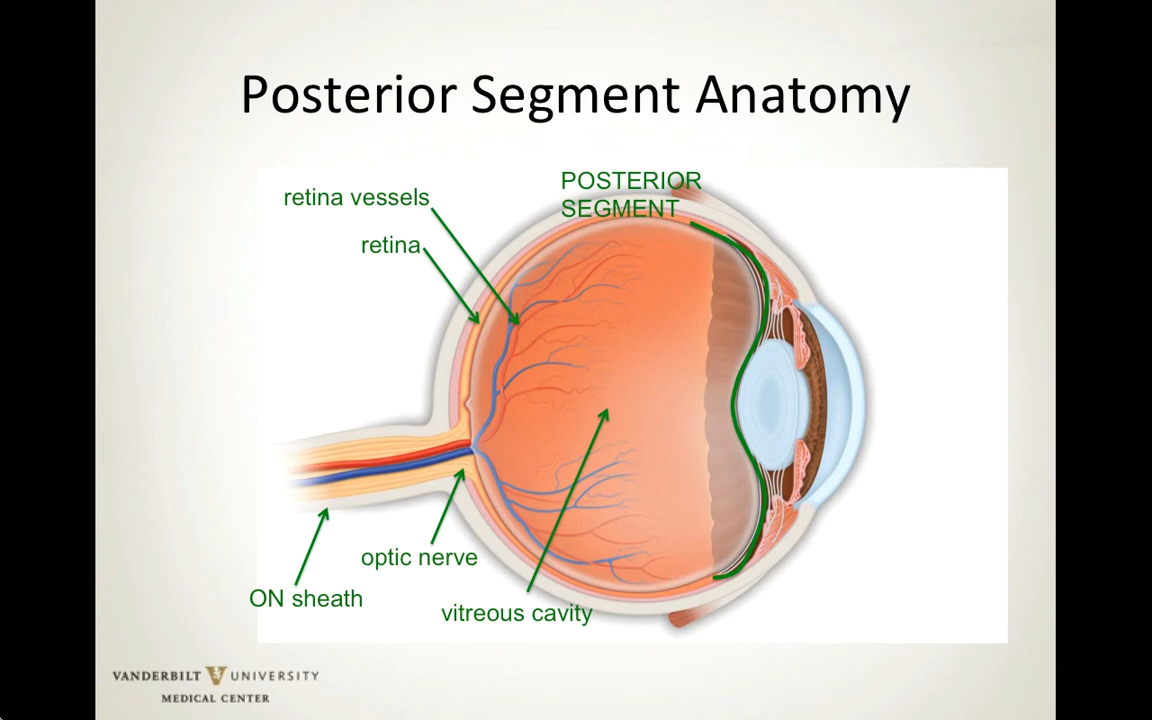 Posterior Segment Anatomy
retina vessels
POSTERIOR
SEGMENT
retina
optic nerve
ON sheath
vitreous cavity
VANDERBILT UNIVERSITY
MEDICAL CENTER